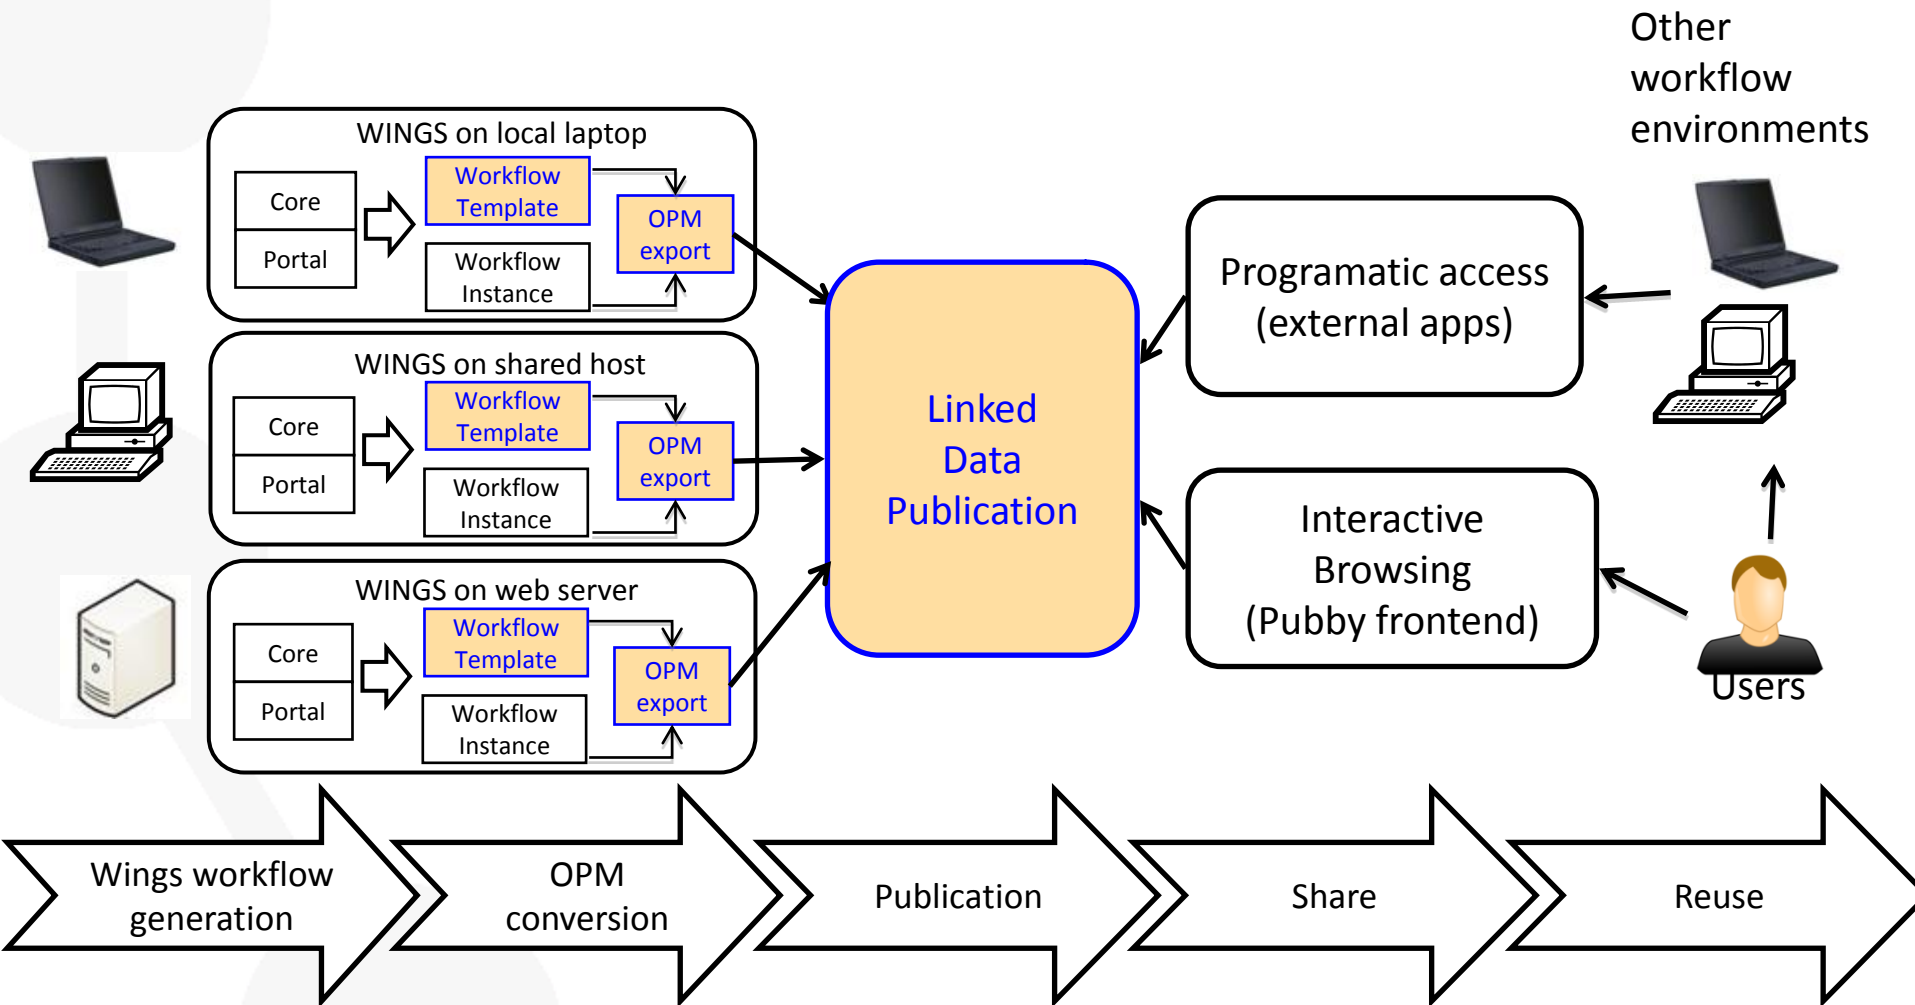 Other
workflow
environments
WINGS on local laptop
Core
Portal
Workflow
Template
Workflow
Instance
OPM
export
WINGS on shared host
Core
Portal
Workflow
Template
Workflow
Instance
OPM
export
WINGS on web server
Core
Portal
Workflow
Template
Workflow
Instance
OPM
export
Linked
Data
Publication
Programatic access
(external apps)
Interactive
Browsing
(Pubby frontend)
Users
Wings workflow
generation
OPM
conversion
Publication
Share
Reuse